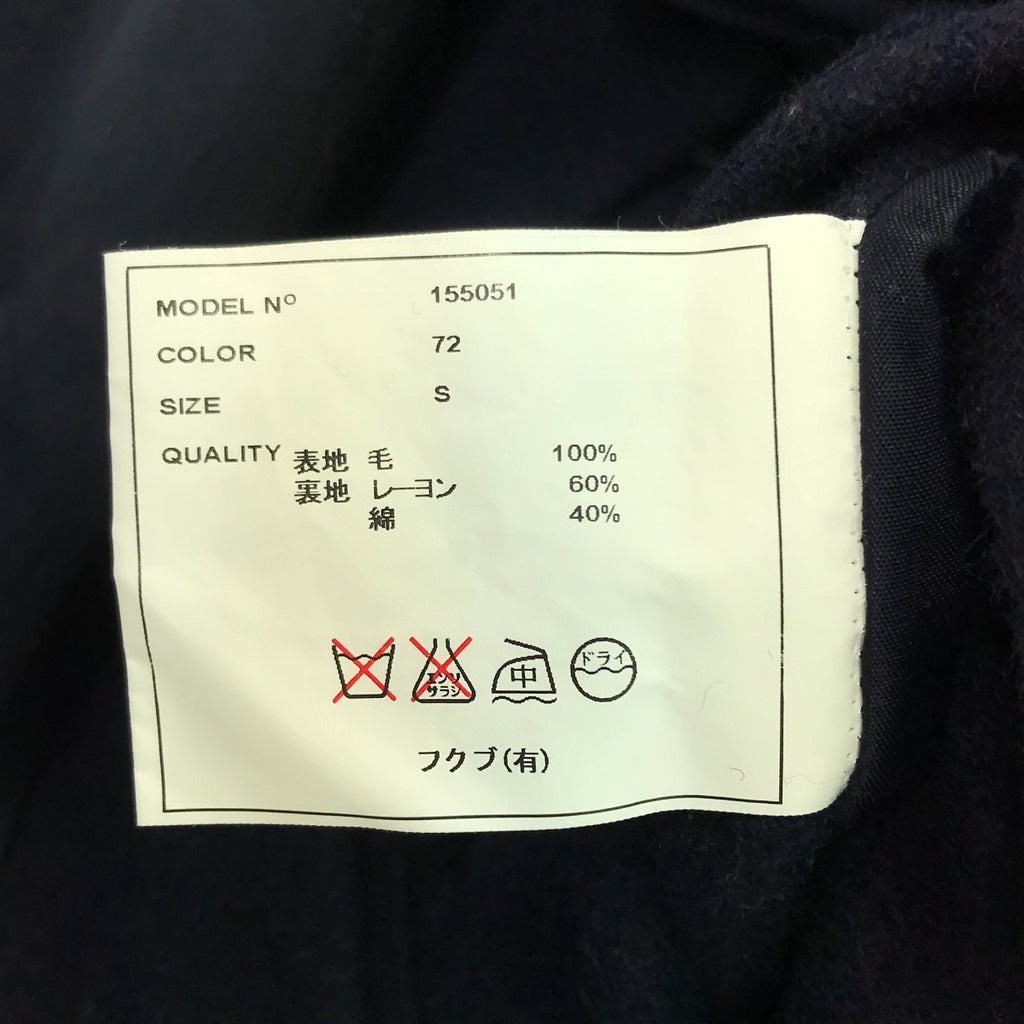 MODEL Nº 155051
COLOR 72
SIZE S
QUALITY 表地 毛 100%
裏地 レーヨン 60%
綿 40%
エンソ
サラシ
中
ドライ
フクブ(有)